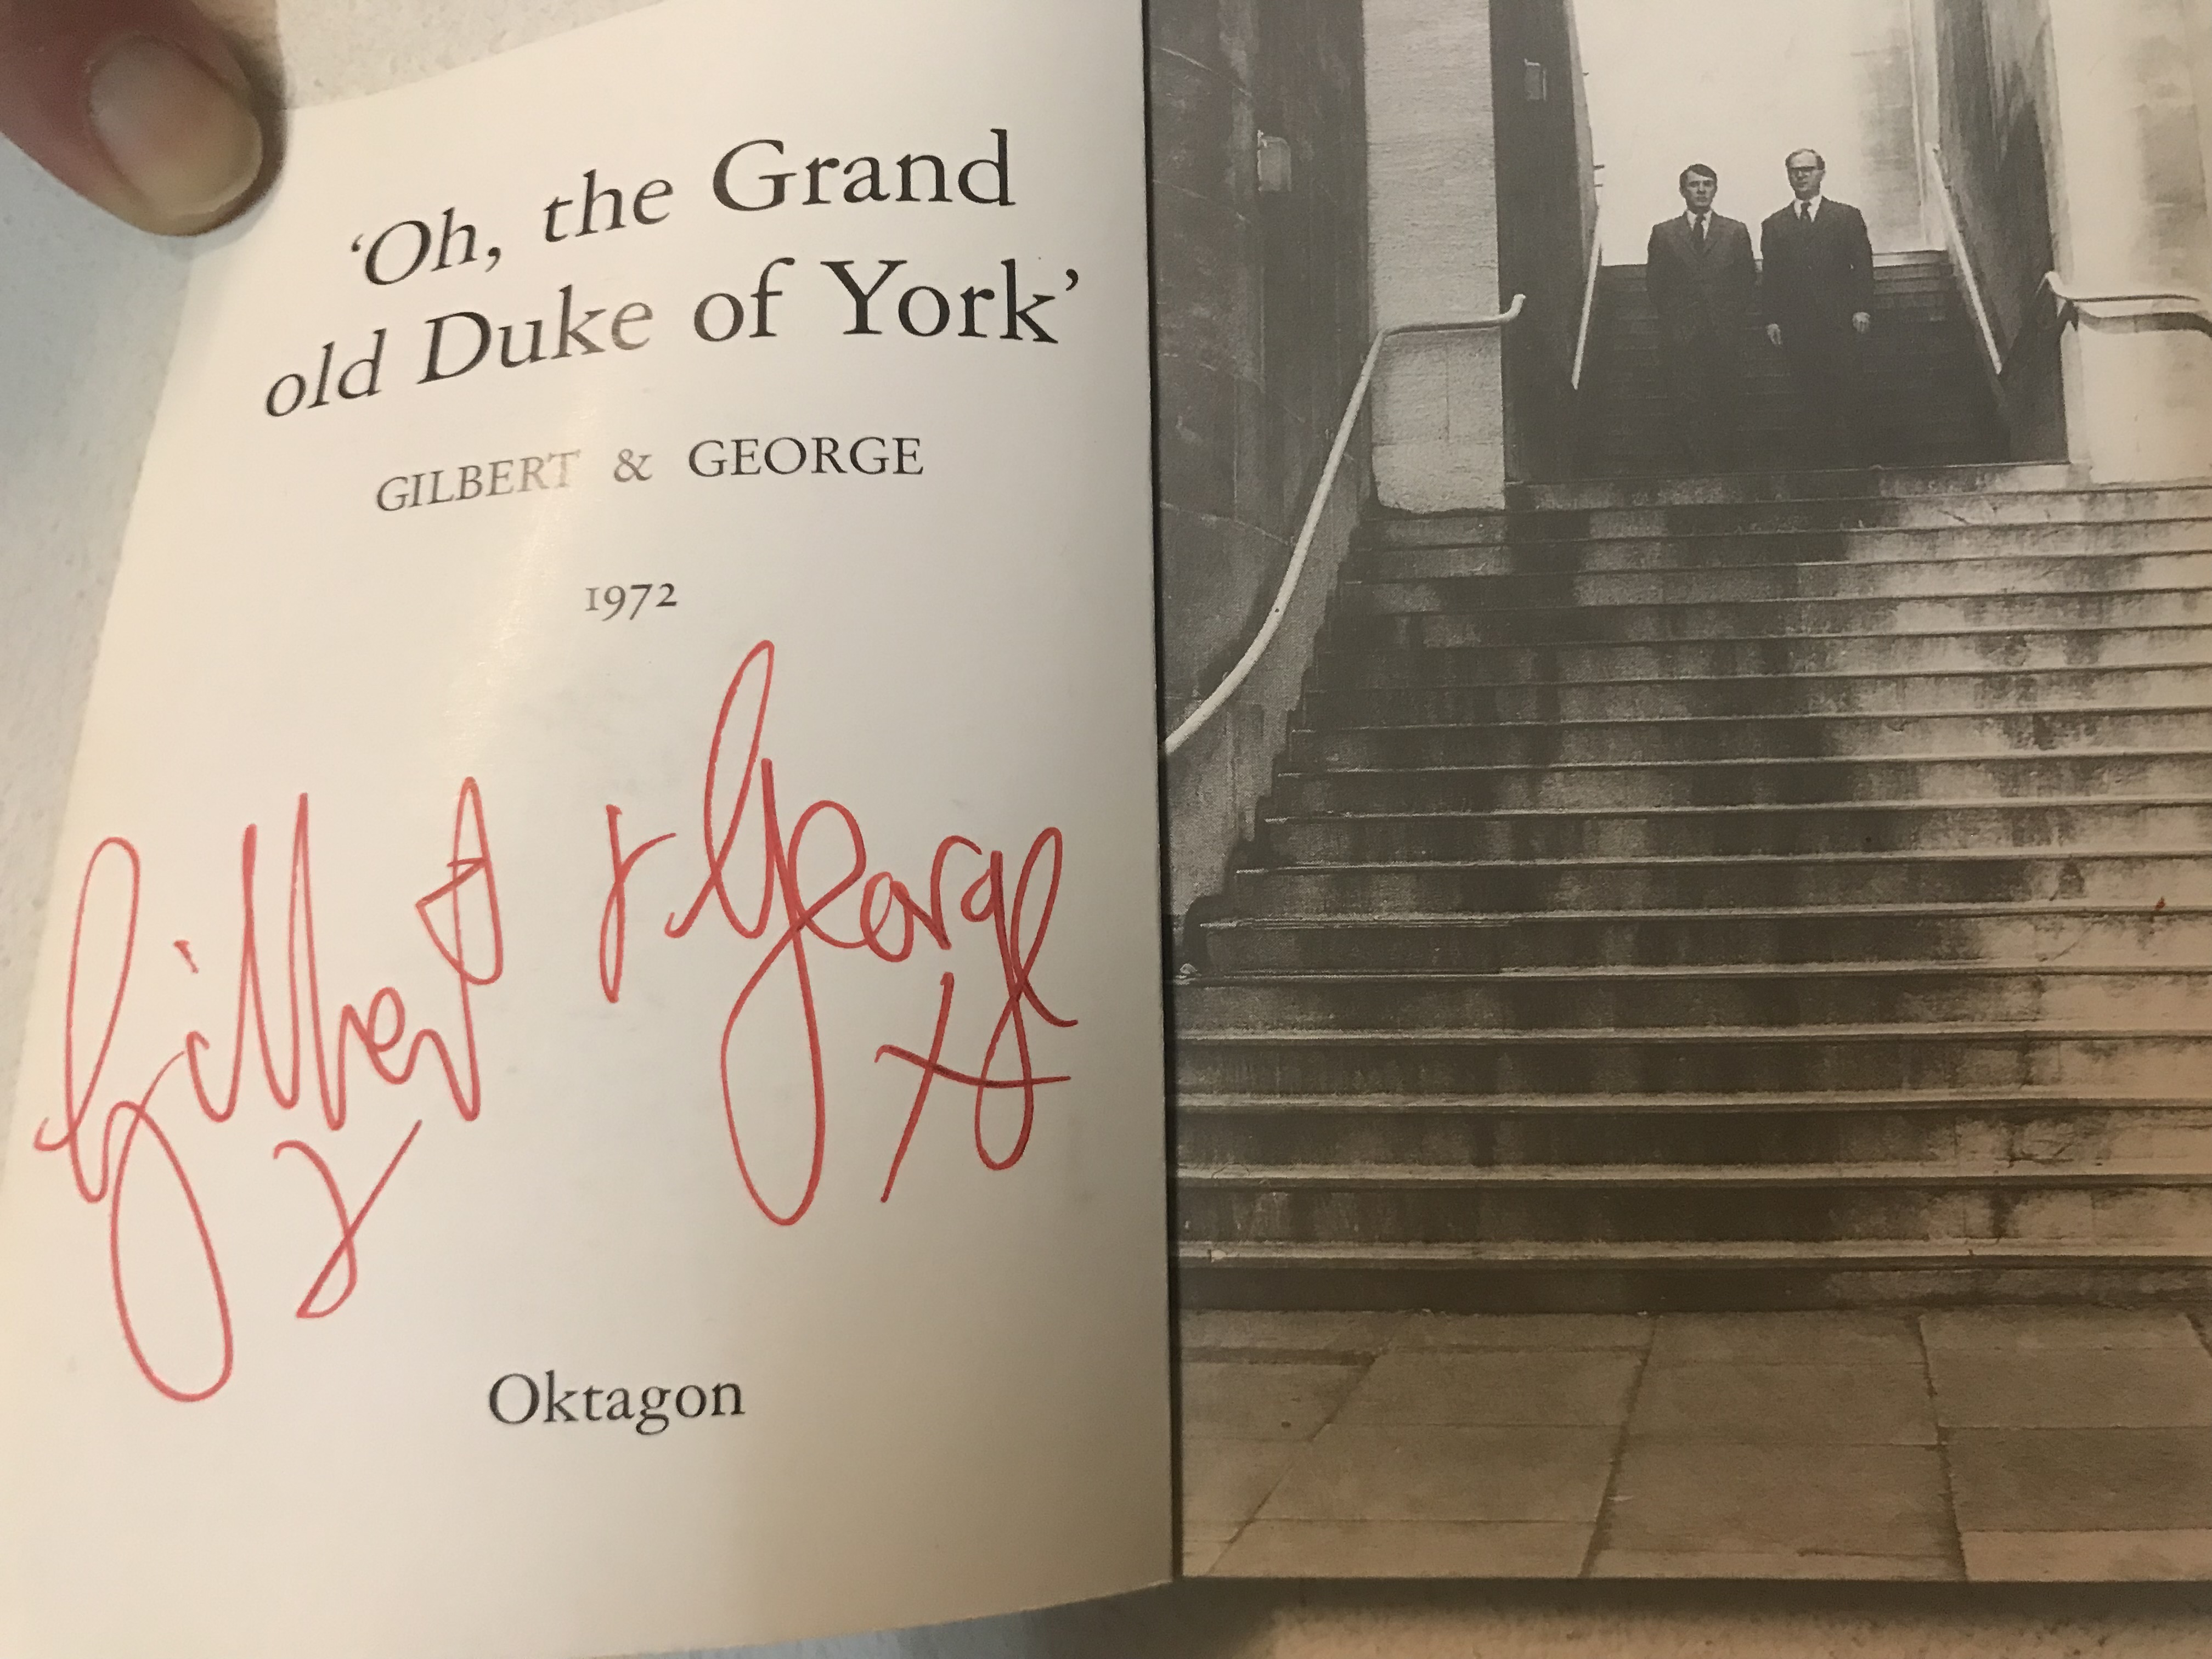 ‘Oh, the Grand
old Duke of York’
GILBERT & GEORGE
1972
Gilbert & George
x x
Oktagon